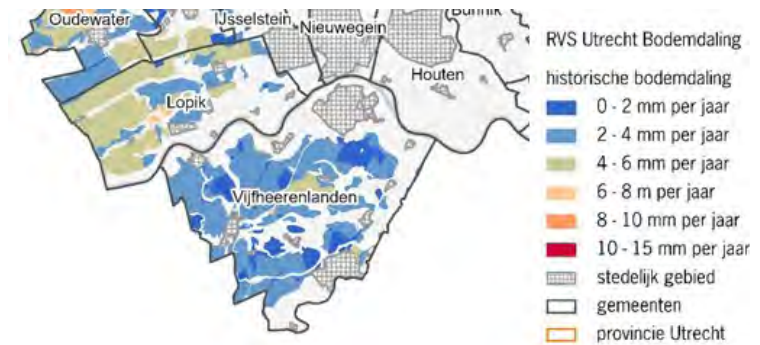 Oudewater
IJsselstein
Nieuwegein
Bunnik
Houten
Lopik
Vijfheerenlanden
RVS Utrecht Bodemdaling
historische bodemdaling
0 - 2 mm per jaar
2 - 4 mm per jaar
4 - 6 mm per jaar
6 - 8 m per jaar
8 - 10 mm per jaar
10 - 15 mm per jaar
stedelijk gebied
gemeenten
provincie Utrecht